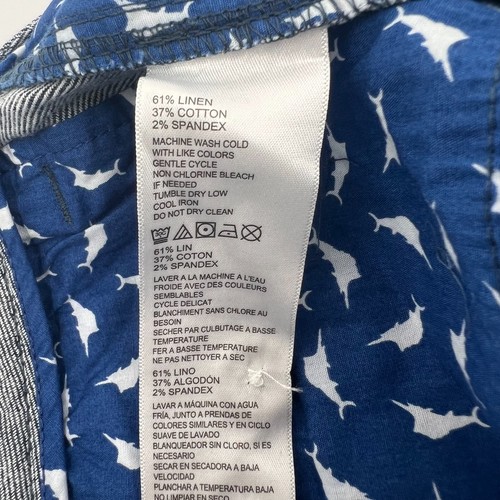 61% LINEN
37% COTTON
2% SPANDEX
MACHINE WASH COLD
WITH LIKE COLORS
GENTLE CYCLE
NON CHLORINE BLEACH
IF NEEDED
TUMBLE DRY LOW
COOL IRON
DO NOT DRY CLEAN
61% LIN
37% COTON
2% SPANDEX
LAVER A LA MACHINE A L'EAU
FROIDE AVEC DES COULEURS
SEMBLABLES
CYCLE DELICAT
BLANCHIMENT SANS CHLORE AU
BESOIN
SECHER PAR CULBUTAGE A BASSE
TEMPERATURE
FER A BASSE TEMPERATURE
NE PAS NETTOYER A SEC
61% LINO
37% ALGODÓN
2% SPANDEX
LAVAR A MÁQUINA CON AGUA
FRÍA, JUNTO A PRENDAS DE
COLORES SIMILARES Y EN CICLO
SUAVE DE LAVADO
BLANQUEADOR SIN CLORO, SI ES
NECESARIO
SECAR EN SECADORA A BAJA
VELOCIDAD
PLANCHAR A TEMPERATURA BAJA
NO LIMPIAR EN SECO